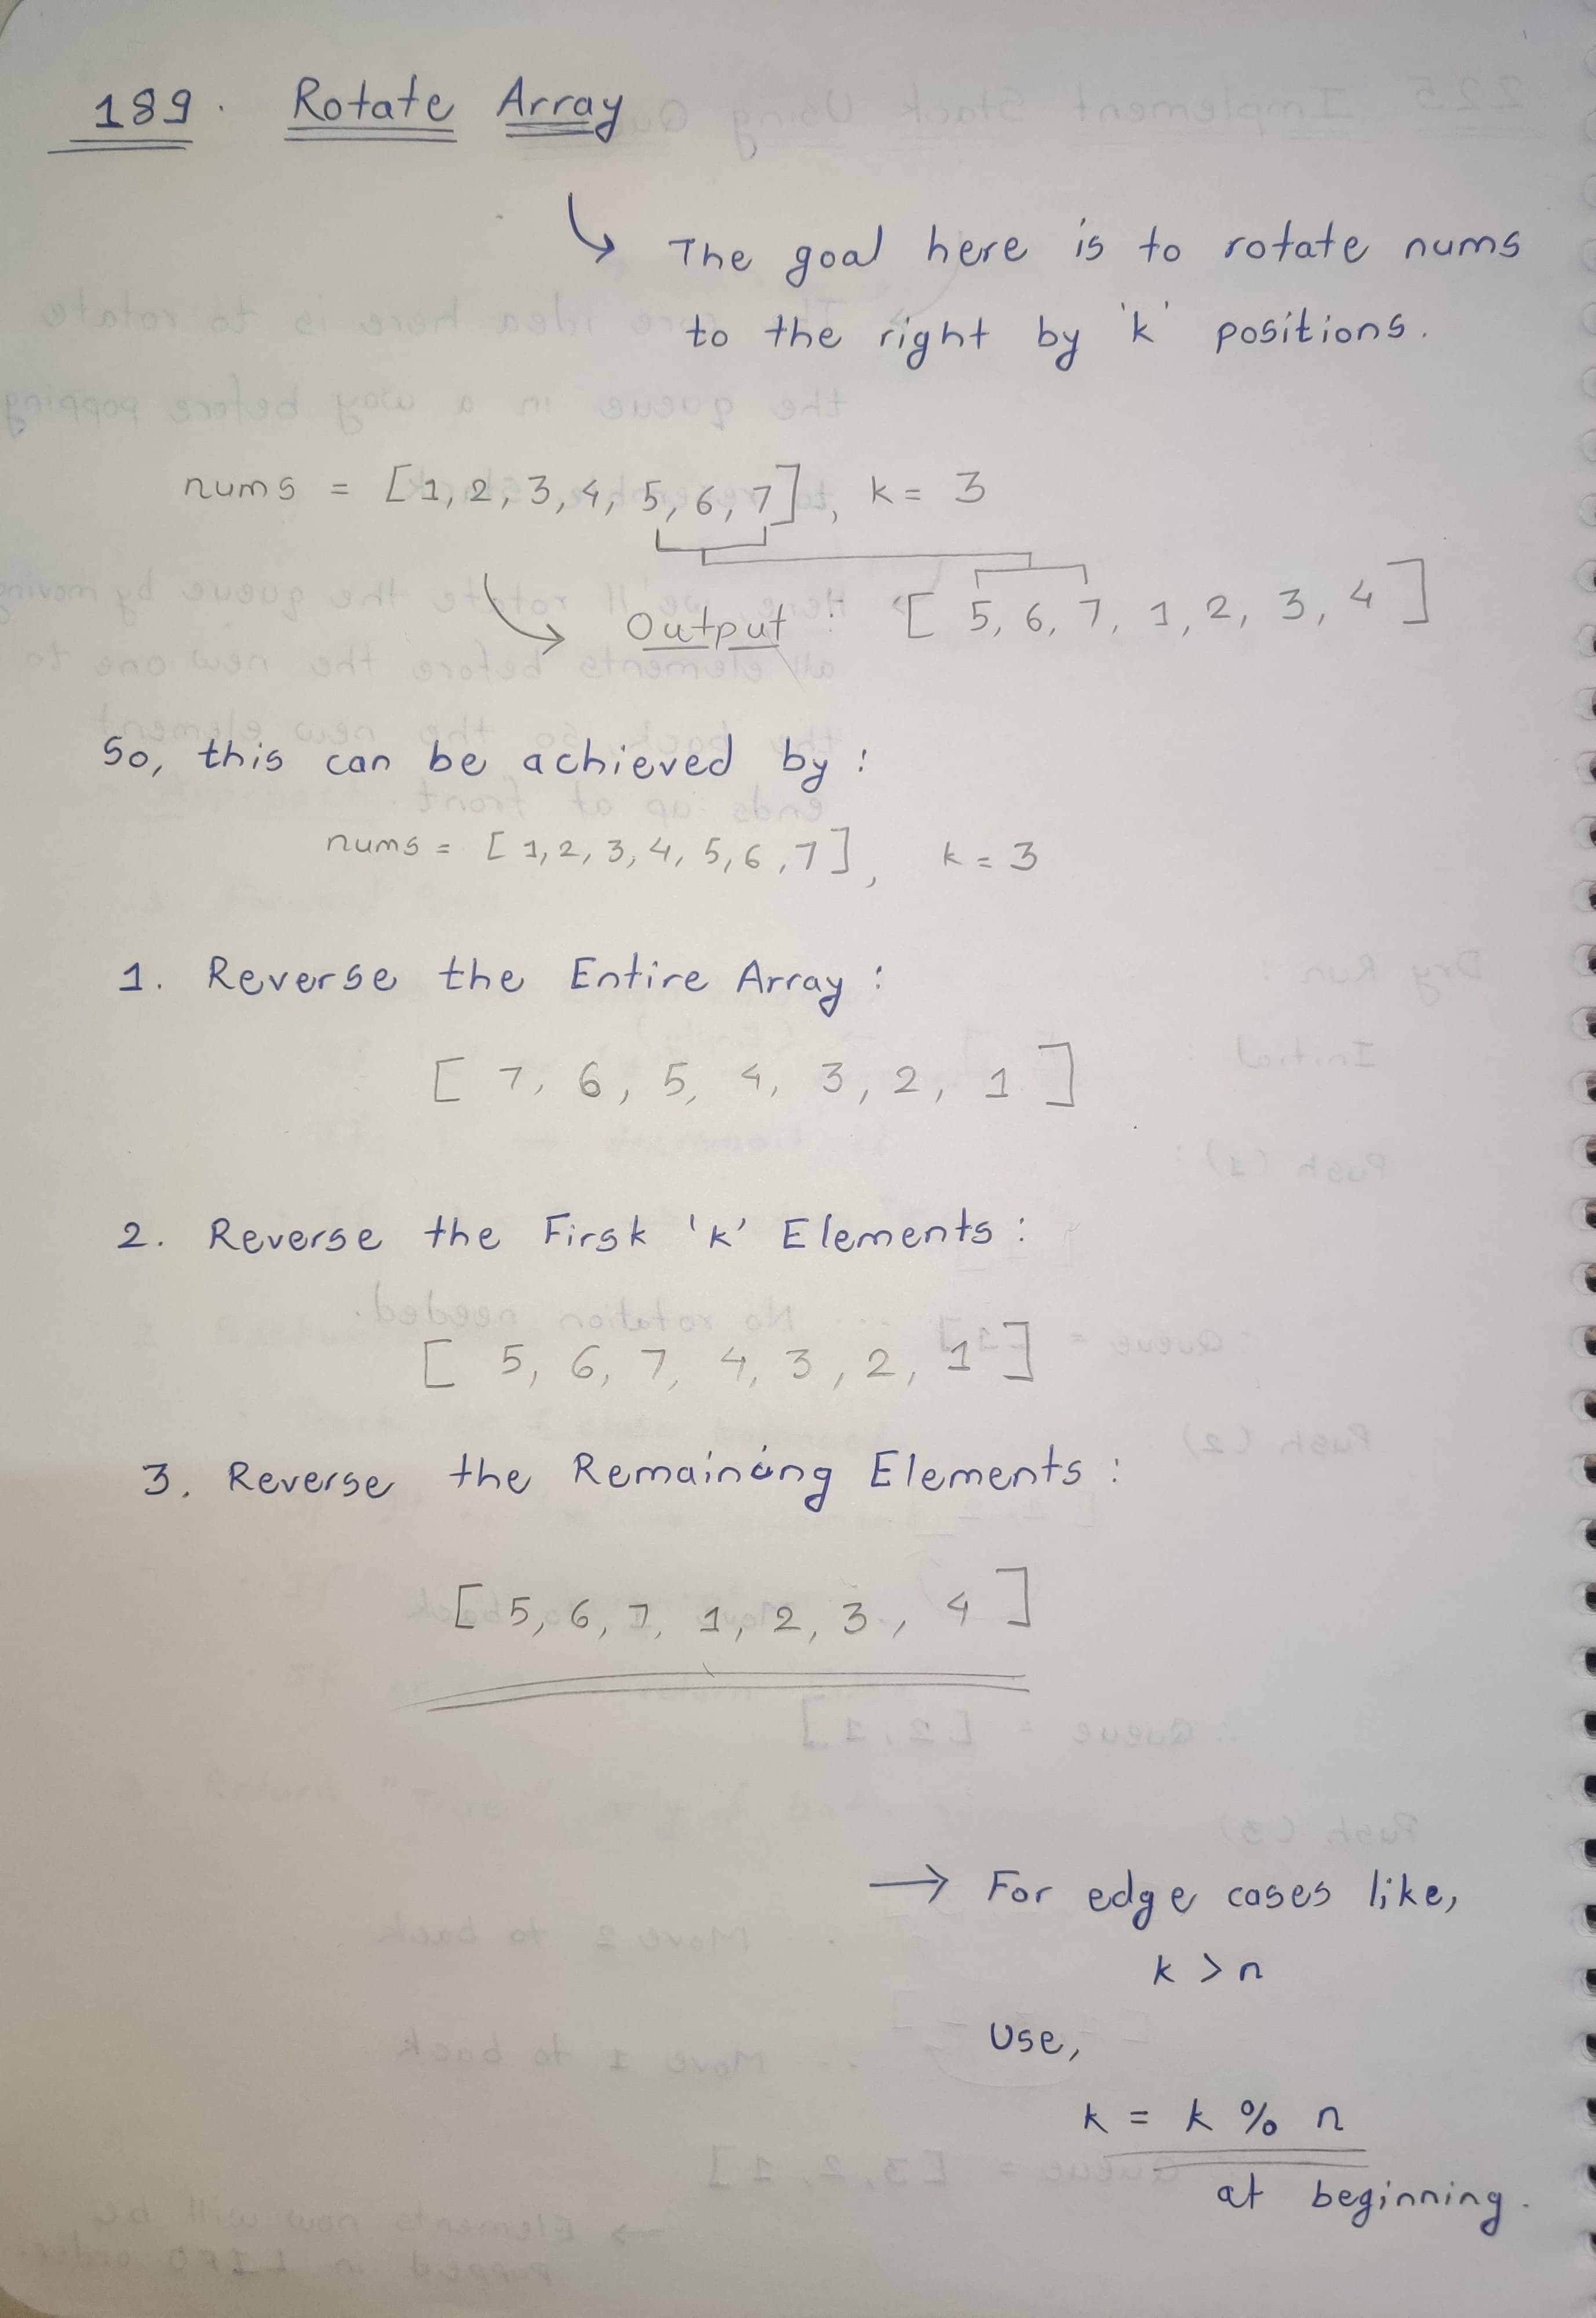 189. Rotate Array
The goal here is to rotate nums
to the right by 'k' positions.
nums = [1, 2, 3, 4, 5, 6, 7], k = 3
Output : [ 5, 6, 7, 1, 2, 3, 4 ]
So, this can be achieved by :
nums = [ 1, 2, 3, 4, 5, 6, 7 ], k = 3
1. Reverse the Entire Array :
[ 7, 6, 5, 4, 3, 2, 1 ]
2. Reverse the First 'k' Elements :
[ 5, 6, 7, 4, 3, 2, 1 ]
3. Reverse the Remaining Elements :
[ 5, 6, 7, 1, 2, 3, 4 ]
→ For edge cases like,
k > n
Use,
k = k % n
at beginning.